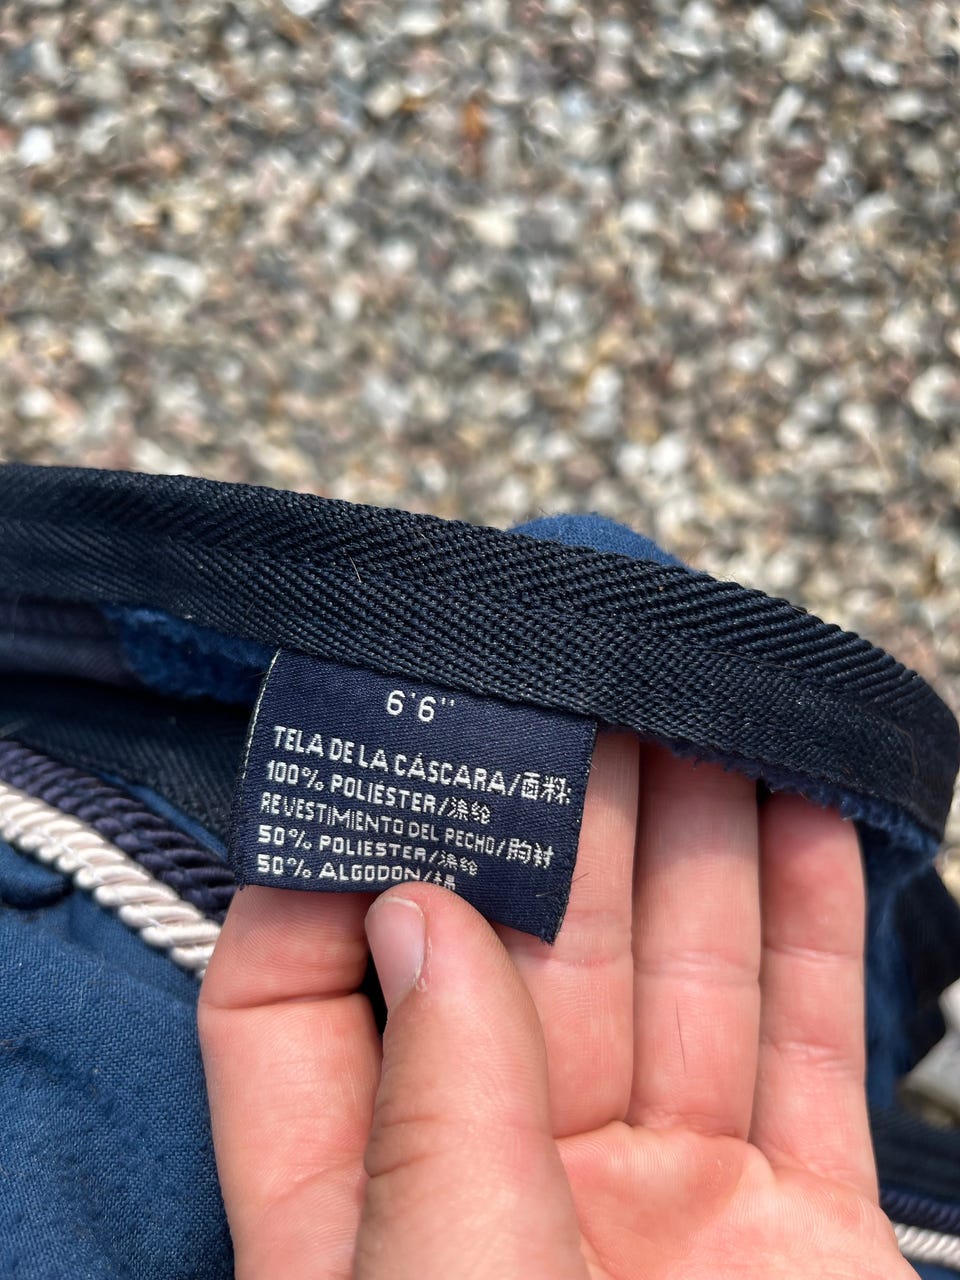 6'6"
TELA DE LA CÁSCARA/面料:
100% POLIESTER/涤纶
REVESTIMIENTO DEL PECHO/胸衬
50% POLIESTER/涤纶
50% ALGODON/棉